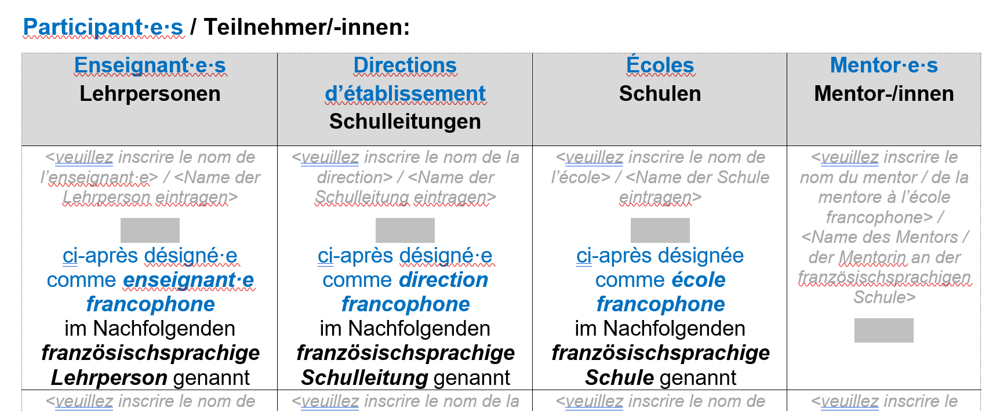 Participant·e·s / Teilnehmer/-innen:
Enseignant·e·s
Lehrpersonen
Directions
d’établissement
Schulleitungen
Écoles
Schulen
Mentor·e·s
Mentor-/innen
<veuillez inscrire le nom de
l’enseignant·e> / <Name der
Lehrperson eintragen>
ci-après désigné·e
comme enseignant·e
francophone
im Nachfolgenden
französischsprachige
Lehrperson genannt
<veuillez inscrire le nom de la
direction> / <Name der
Schulleitung eintragen>
ci-après désigné·e
comme direction
francophone
im Nachfolgenden
französischsprachige
Schulleitung genannt
<veuillez inscrire le nom de
l’école> / <Name der Schule
eintragen>
ci-après désignée
comme école
francophone
im Nachfolgenden
französischsprachige
Schule genannt
<veuillez inscrire le
nom du mentor / de la
mentore à l’école
francophone> /
<Name des Mentors /
der Mentorin an der
französischsprachigen
Schule>
<veuillez inscrire le nom de
<veuillez inscrire le nom de la
<veuillez inscrire le nom de
<veuillez inscrire le